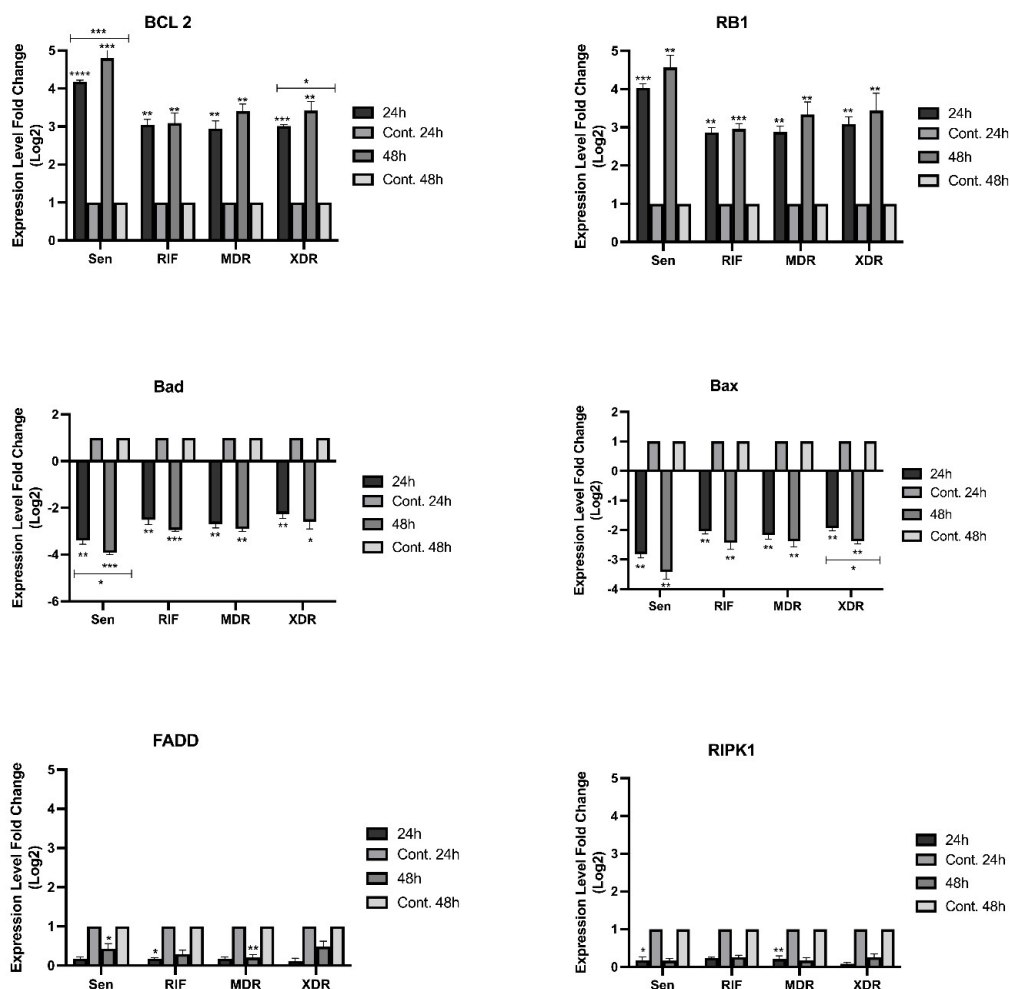 BCL 2
Expression Level Fold Change
(Log2)
5
4
3
2
1
0
***
**** ***
** **
** **
*
*** **
Sen RIF MDR XDR
24h
Cont. 24h
48h
Cont. 48h
RB1
Expression Level Fold Change
(Log2)
5
4
3
2
1
0
*** **
** ***
** **
** **
Sen RIF MDR XDR
24h
Cont. 24h
48h
Cont. 48h
Bad
Expression Level Fold Change
(Log2)
2
0
-2
-4
-6
** ***
*
** ***
** **
** *
Sen RIF MDR XDR
24h
Cont. 24h
48h
Cont. 48h
Bax
Expression Level Fold Change
(Log2)
2
1
0
-1
-2
-3
-4
** **
** **
** **
** **
*
Sen RIF MDR XDR
24h
Cont. 24h
48h
Cont. 48h
FADD
Expression Level Fold Change
(Log2)
5
4
3
2
1
0
*
*
**
Sen RIF MDR XDR
24h
Cont. 24h
48h
Cont. 48h
RIPK1
Expression Level Fold Change
(Log2)
5
4
3
2
1
0
*
**
Sen RIF MDR XDR
24h
Cont. 24h
48h
Cont. 48h